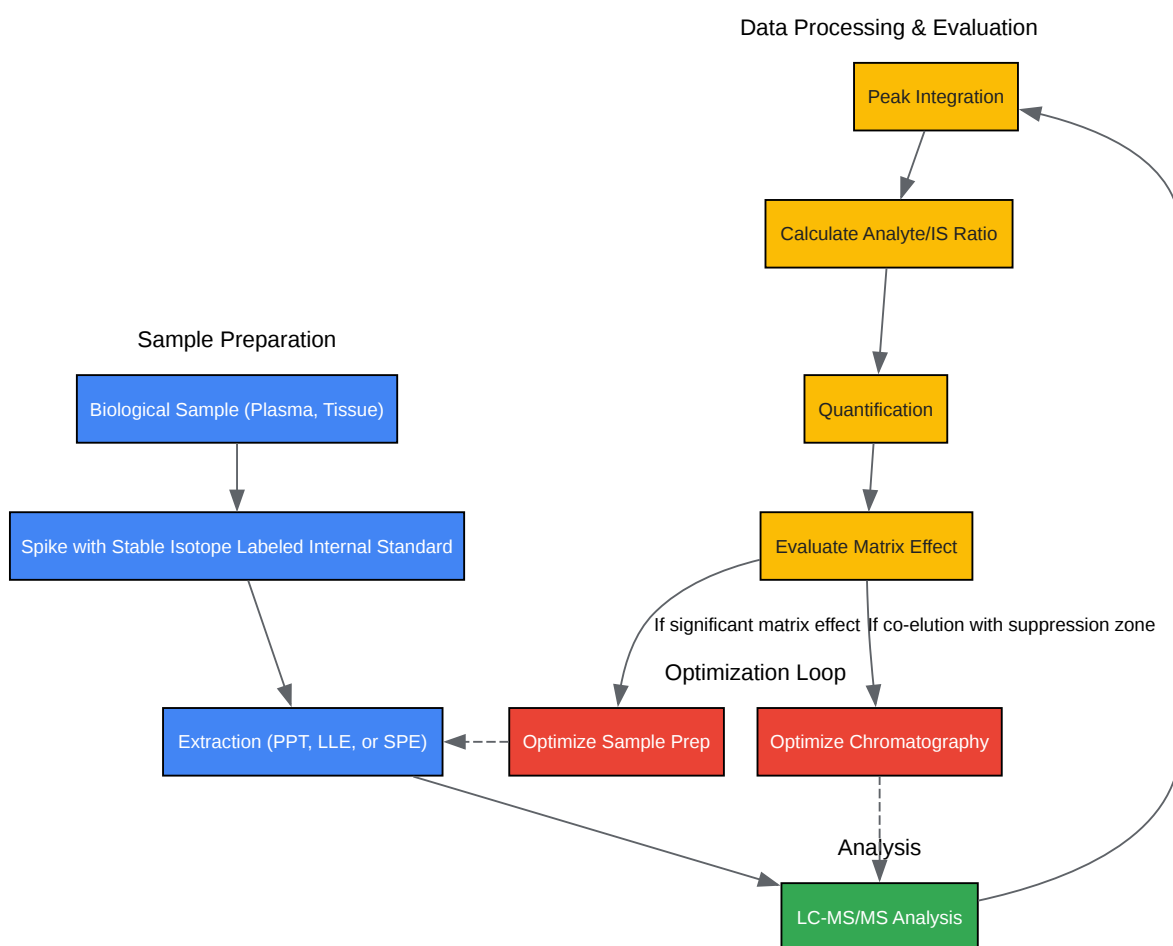 Data Processing & Evaluation
Peak Integration
Calculate Analyte/IS Ratio
Sample Preparation
Biological Sample (Plasma, Tissue)
Quantification
Spike with Stable Isotope Labeled Internal Standard
Evaluate Matrix Effect
If significant matrix effect
If co-elution with suppression zone
Optimization Loop
Extraction (PPT, LLE, or SPE)
Optimize Sample Prep
Optimize Chromatography
Analysis
LC-MS/MS Analysis